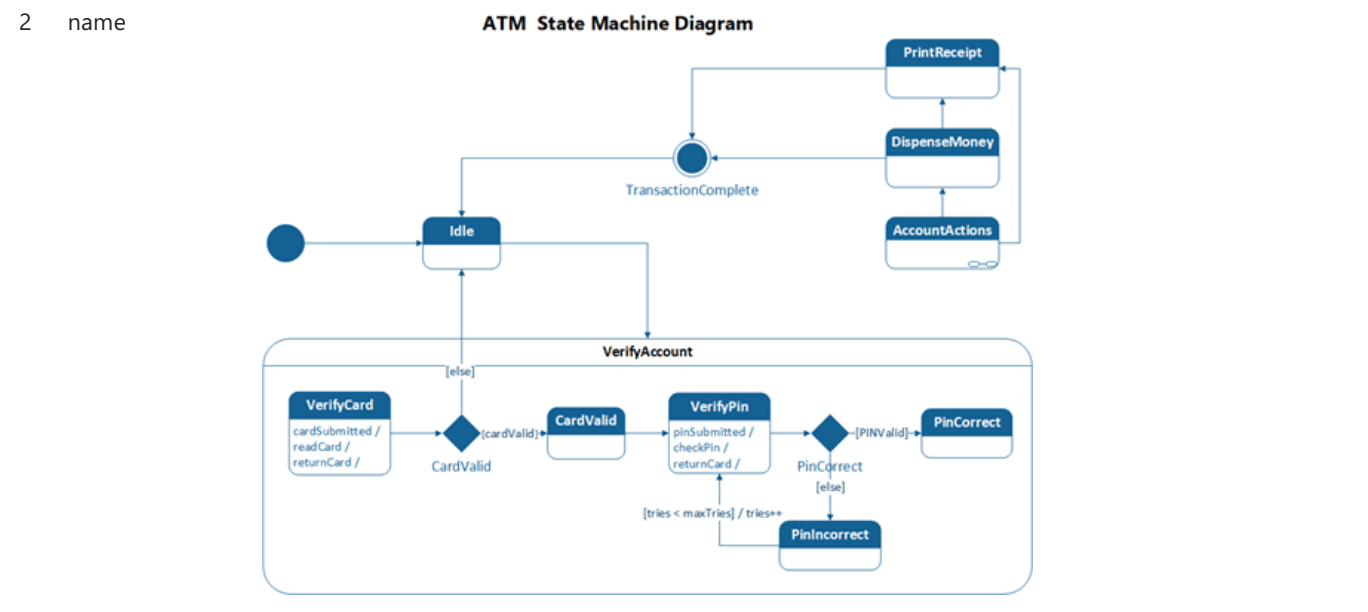 2 name
ATM State Machine Diagram
PrintReceipt
DispenseMoney
TransactionComplete
Idle
AccountActions
VerifyAccount
[else]
VerifyCard
cardSubmitted /
readCard /
returnCard /
[cardValid]
CardValid
CardValid
VerifyPin
pinSubmitted /
checkPin /
returnCard /
[PINValid]
PinCorrect
PinCorrect
[else]
[tries < maxTries] / tries++
PinIncorrect